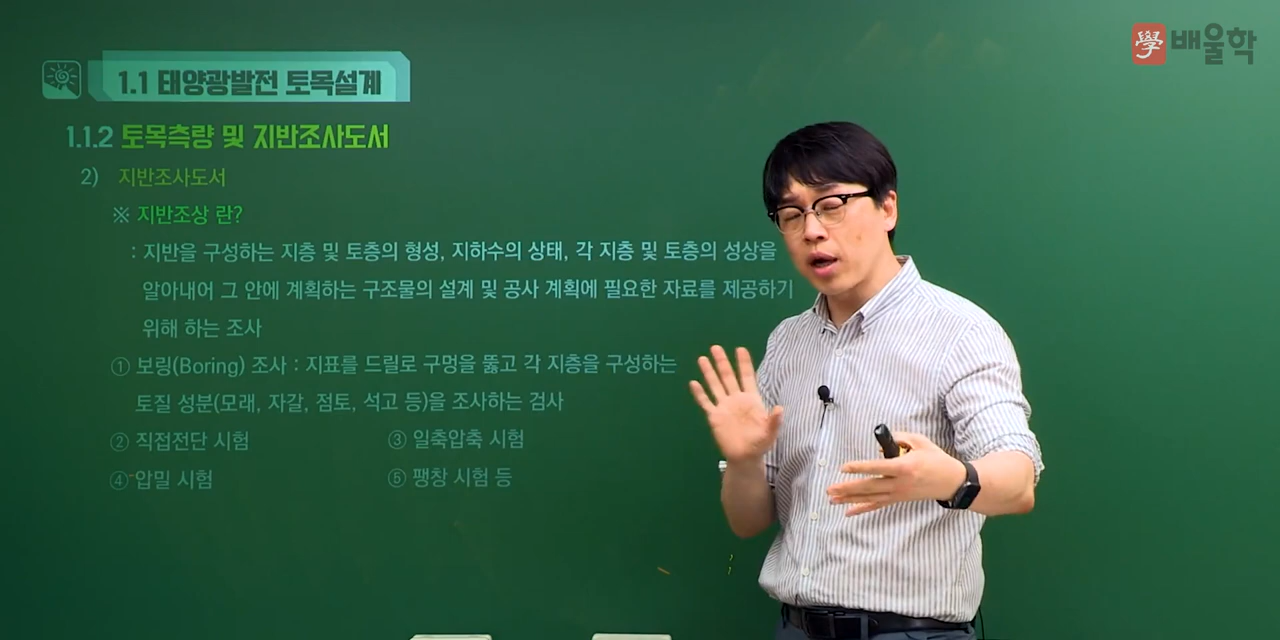 學 배울학
1.1 태양광발전 토목설계
1.1.2 토목측량 및 지반조사도서
2) 지반조사도서
※ 지반조상 란?
: 지반을 구성하는 지층 및 토층의 형성, 지하수의 상태, 각 지층 및 토층의 성상을
알아내어 그 안에 계획하는 구조물의 설계 및 공사 계획에 필요한 자료를 제공하기
위해 하는 조사
① 보링(Boring) 조사 : 지표를 드릴로 구멍을 뚫고 각 지층을 구성하는
토질 성분(모래, 자갈, 점토, 석고 등)을 조사하는 검사
② 직접전단 시험 ③ 일축압축 시험
④ 압밀 시험 ⑤ 팽창 시험 등